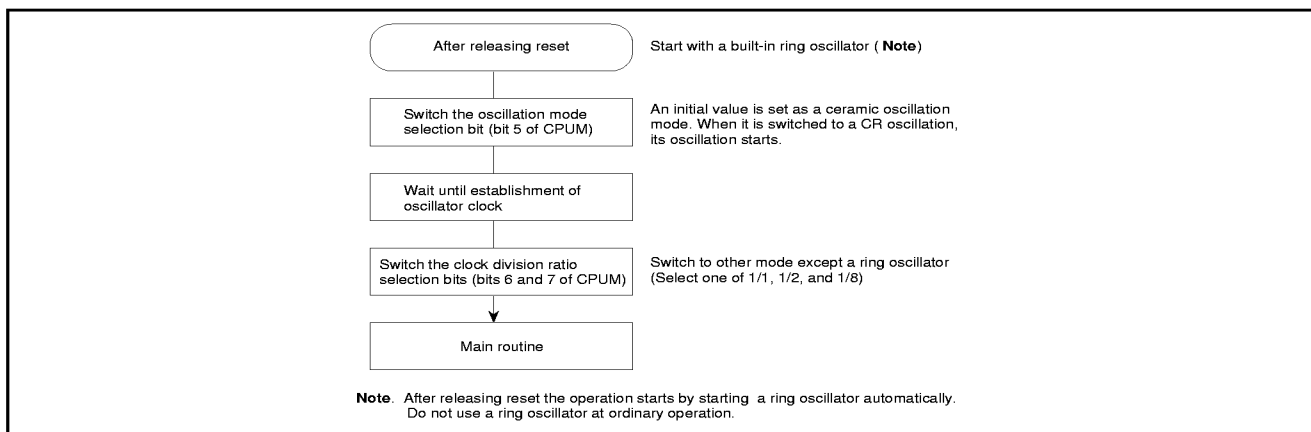 After releasing reset
Start with a built-in ring oscillator ( Note)
Switch the oscillation mode
selection bit (bit 5 of CPUM)
An initial value is set as a ceramic oscillation
mode. When it is switched to a CR oscillation,
its oscillation starts.
Wait until establishment of
oscillator clock
Switch the clock division ratio
selection bits (bits 6 and 7 of CPUM)
Switch to other mode except a ring oscillator
(Select one of 1/1, 1/2, and 1/8)
Main routine
Note. After releasing reset the operation starts by starting a ring oscillator automatically.
Do not use a ring oscillator at ordinary operation.